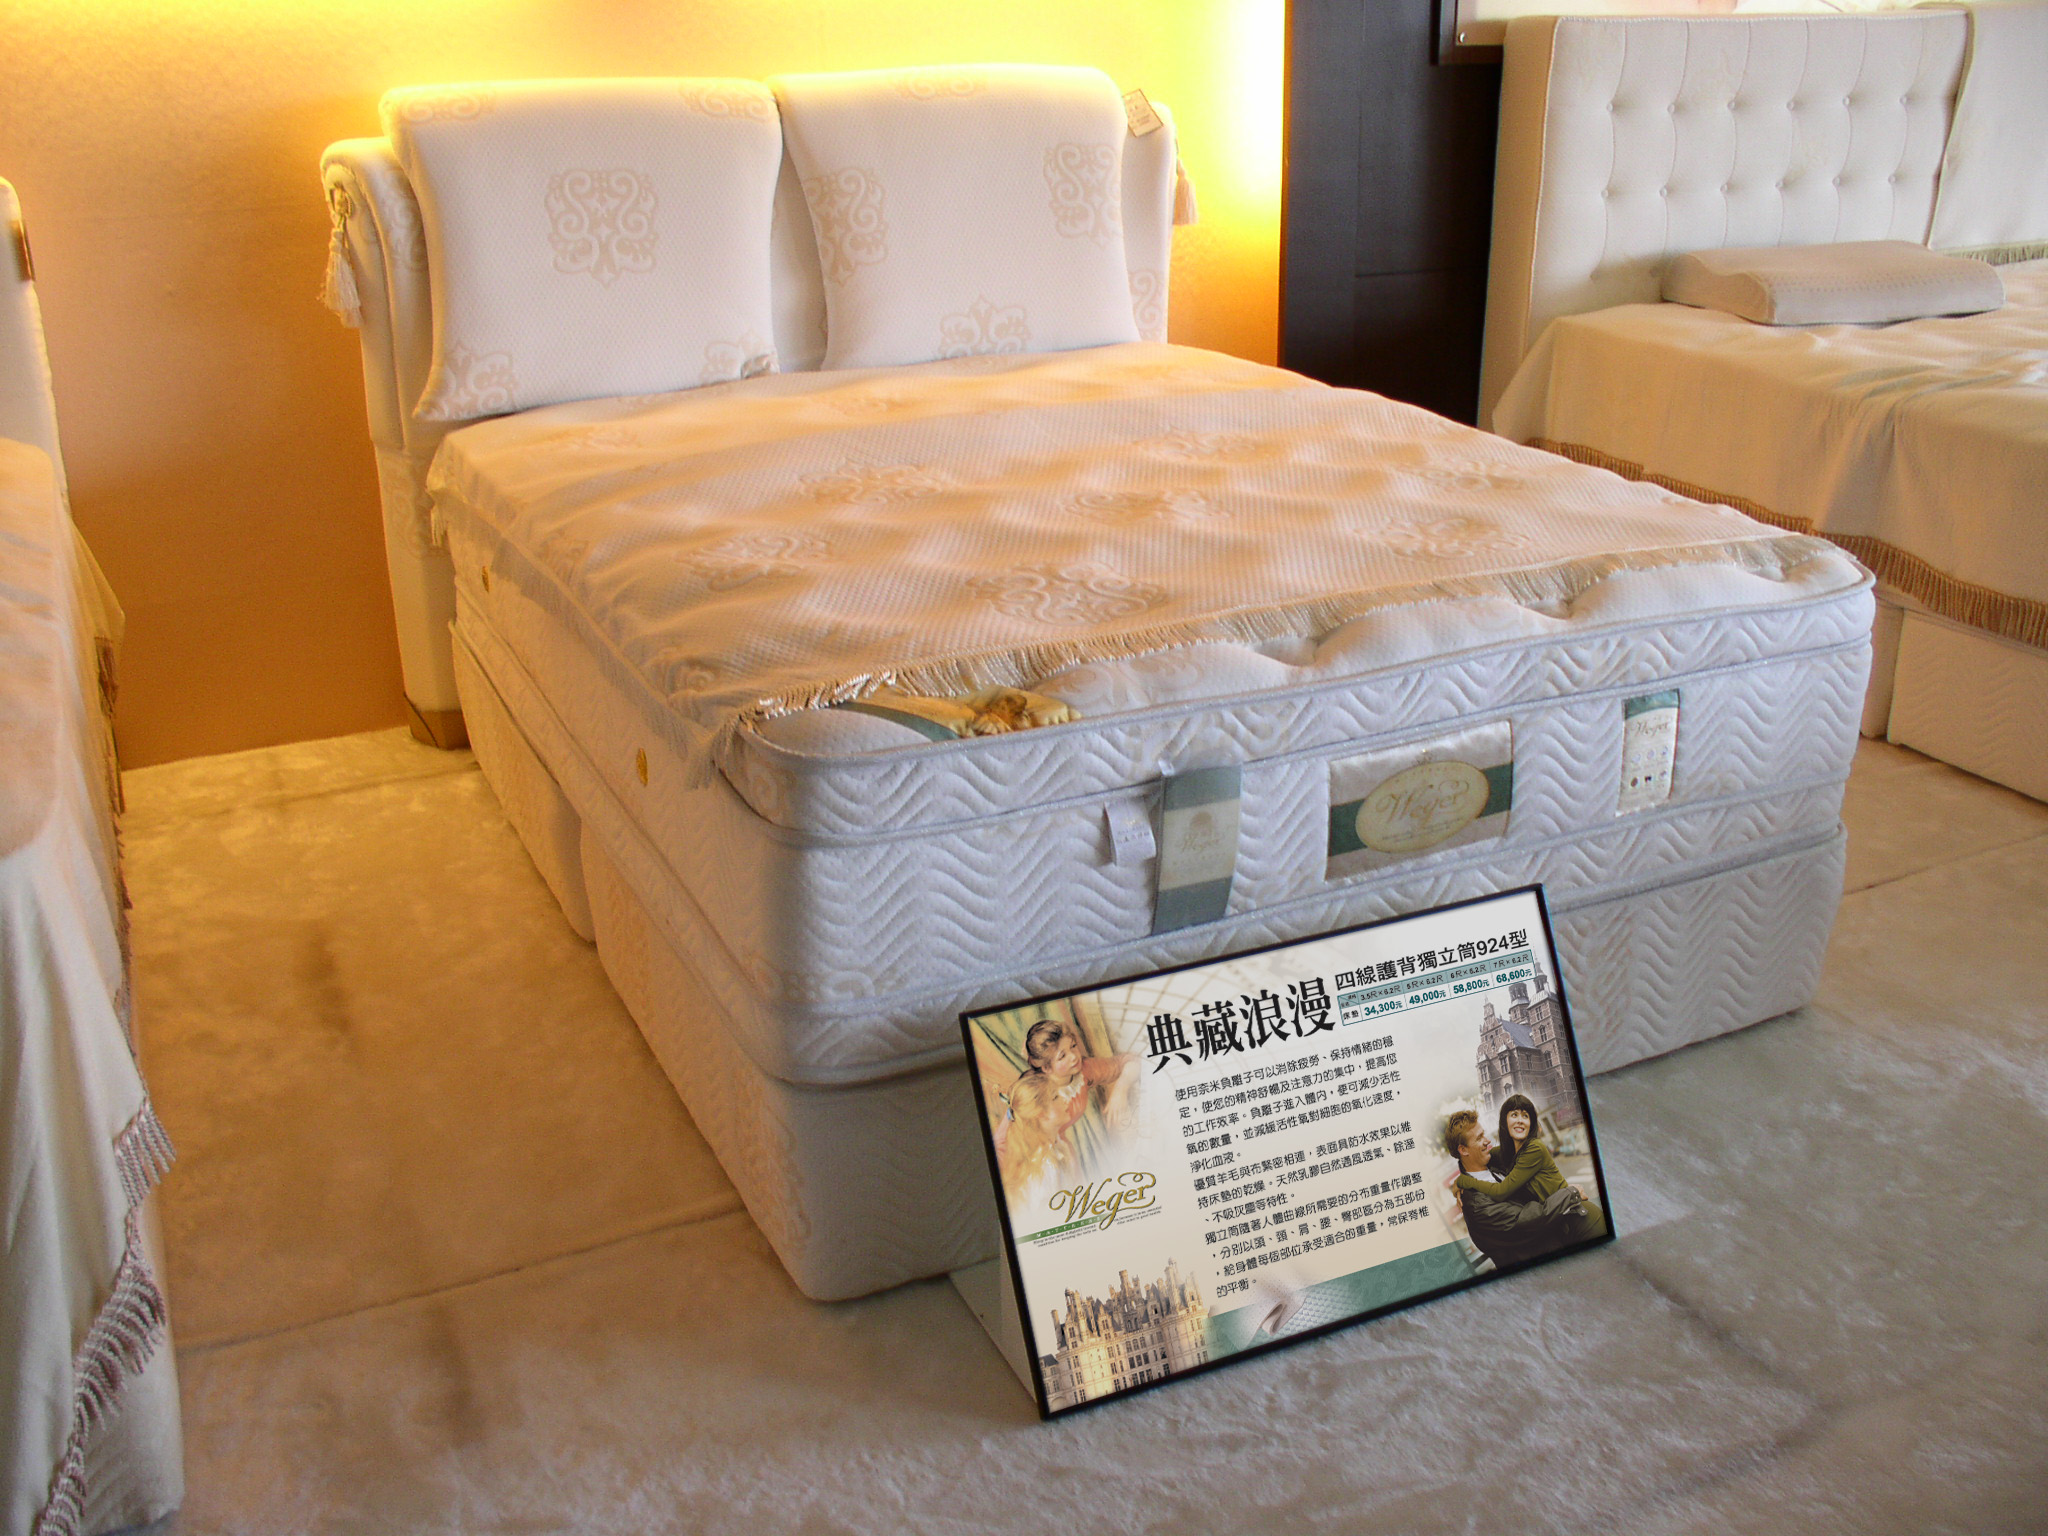 Weger
Weger
Weger
典藏浪漫
四線護背獨立筒924型
3.5尺×6.2尺 5尺×6.2尺 6尺×6.2尺 7尺×6.2尺
床墊 34,300元 49,000元 58,800元 68,600元
使用奈米負離子可以消除疲勞、保持情緒的穩
定，使您的精神舒暢及注意力的集中，提高您
的工作效率。負離子進入體內，便可減少活性
氧的數量，並減緩活性氧對細胞的氧化速度，
淨化血液。
優質羊毛與布緊密相連，表面具防水效果以維
持床墊的乾燥。天然乳膠自然通風透氣、除溼
、不吸灰塵等特性。
獨立筒隨著人體曲線所需要的分布重量作調整
，分別以頭、頸、肩、腰、臀部區分為五部份
，給身體每個部位承受適合的重量，常保脊椎
的平衡。
Weger